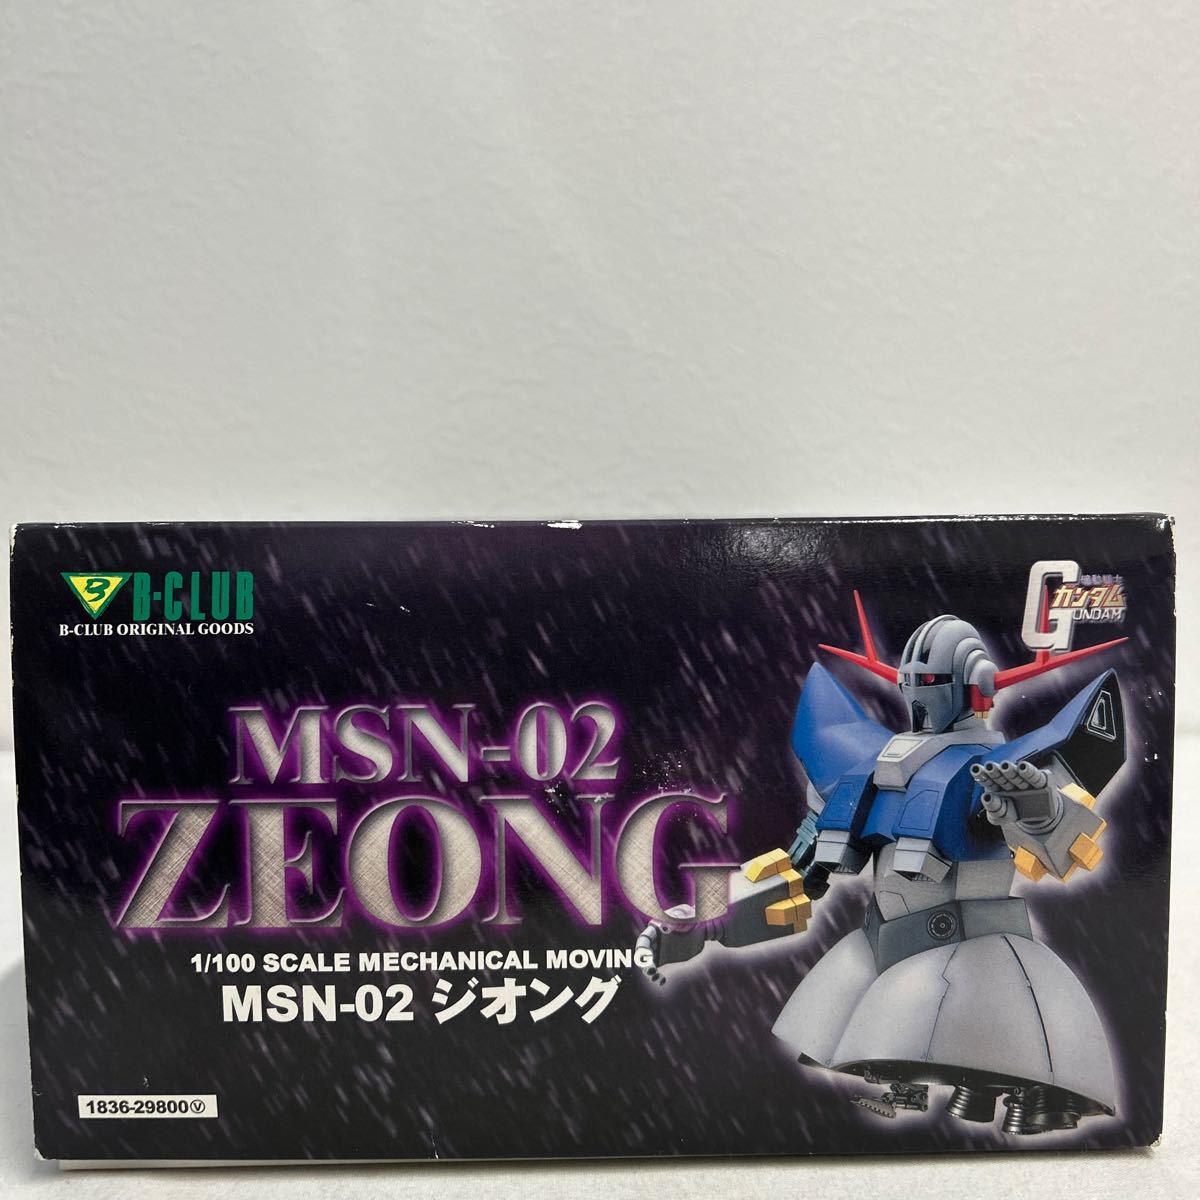 B-CLUB
B-CLUB ORIGINAL GOODS
機動戦士
ガンダム
GUNDAM
MSN-02
ZEONG
1/100 SCALE MECHANICAL MOVING
MSN-02 ジオング
1836-29800Ⓥ